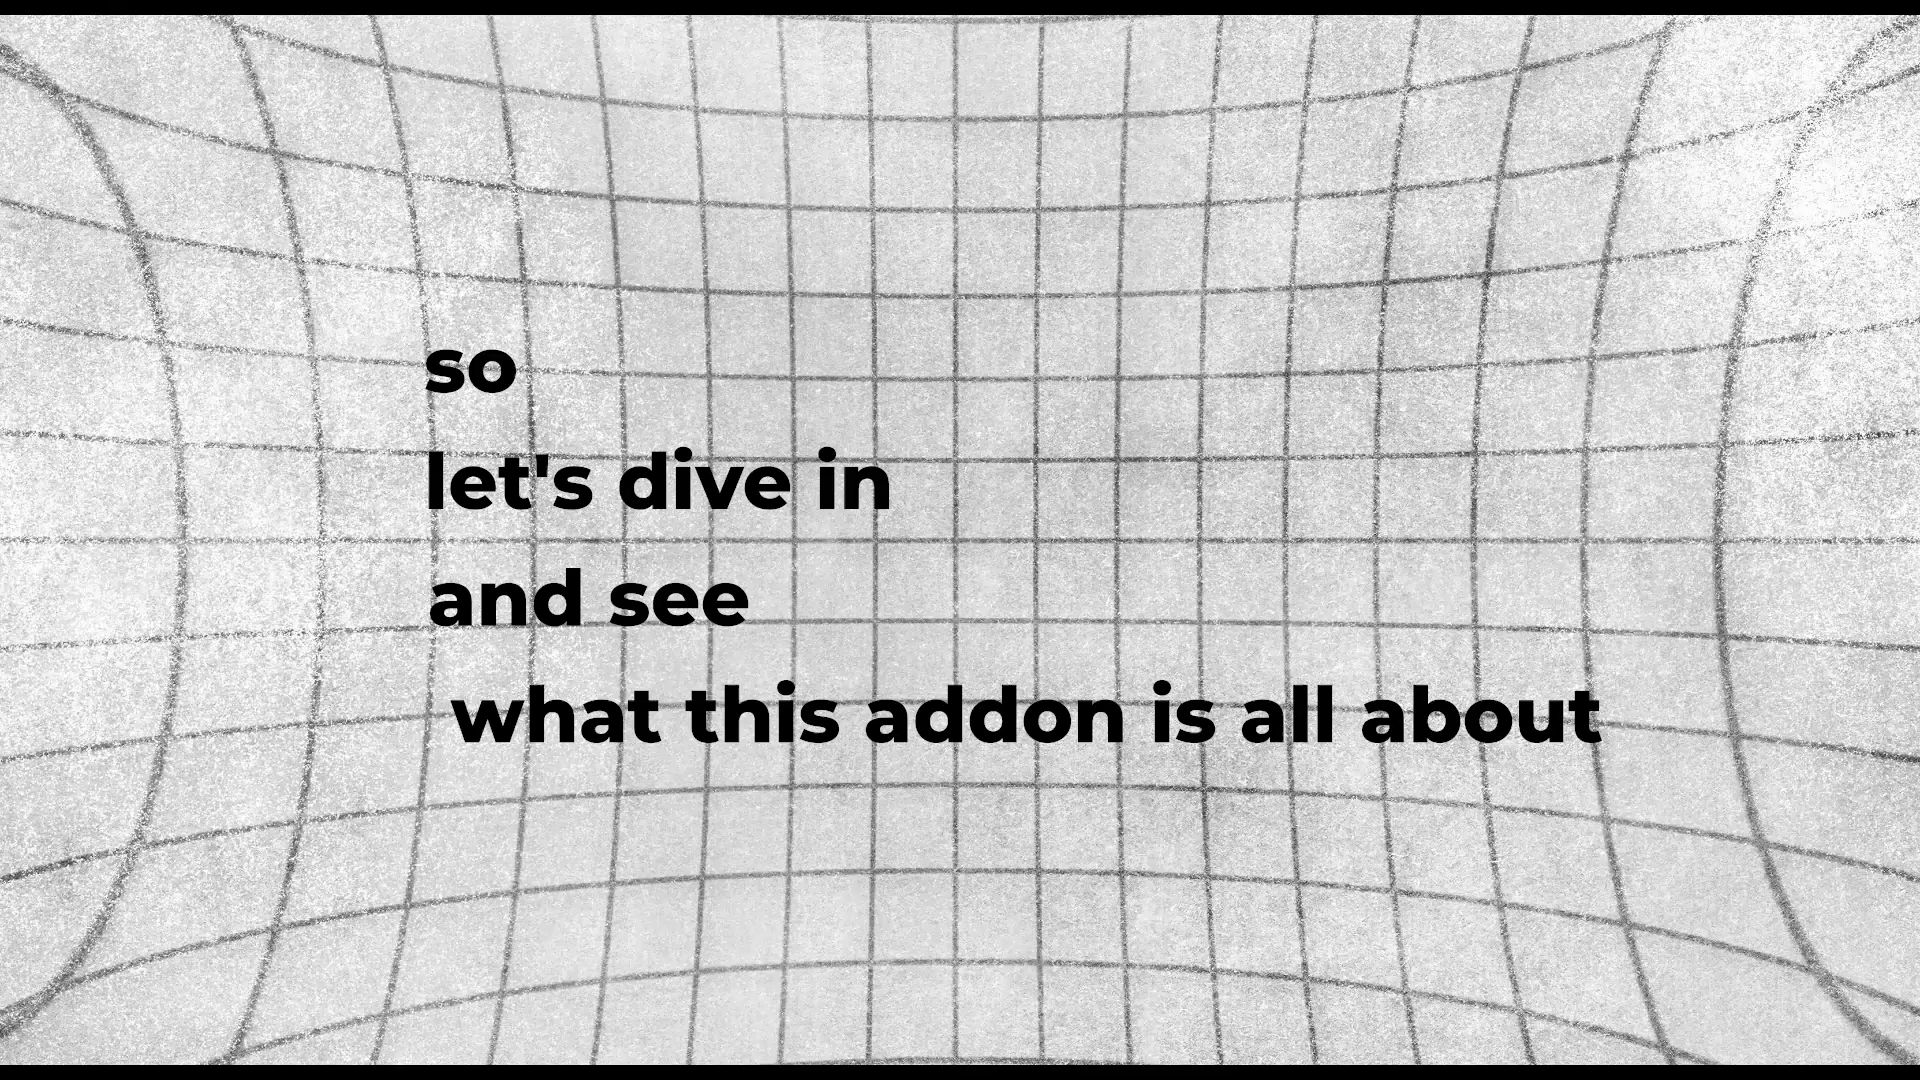 so
let's dive in
and see
what this addon is all about